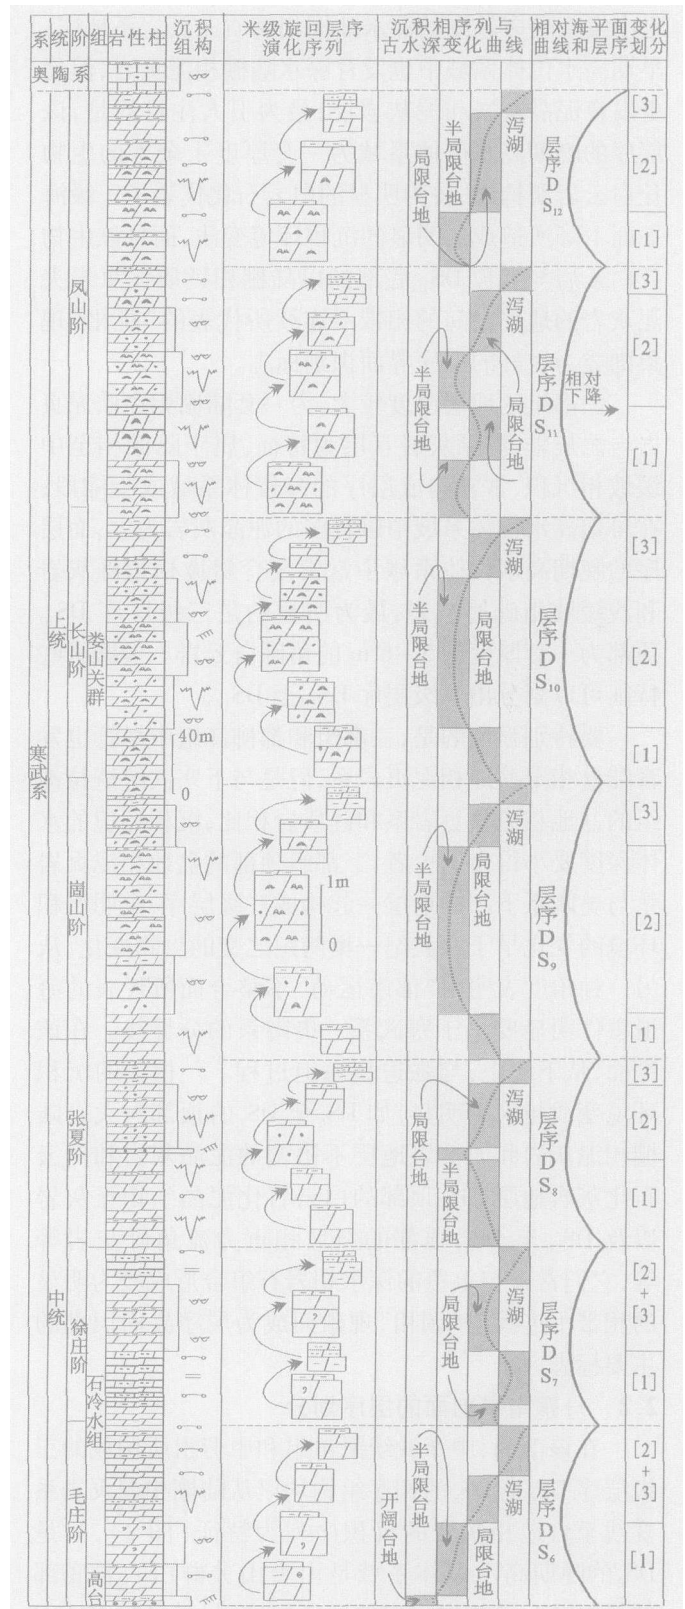 系 统 阶 组 岩性柱 沉积组构 米级旋回层序演化序列 沉积相序列与古水深变化曲线 相对海平面变化曲线和层序划分
奥陶系
寒武系
上统
中统
凤山阶
长山阶
崮山阶
张夏阶
徐庄阶
毛庄阶
娄山关群
石冷水组
高台
40m
0
1m
0
局限台地
半局限台地
泻湖
层序DS₁₂
[3]
[2]
[1]
半局限台地
泻湖
局限台地
层序DS₁₁
相对下降
[3]
[2]
[1]
半局限台地
局限台地
泻湖
层序DS₁₀
[3]
[2]
[1]
半局限台地
局限台地
泻湖
层序DS₉
[3]
[2]
[1]
局限台地
半局限台地
泻湖
层序DS₈
[3]
[2]
[1]
局限台地
泻湖
层序DS₇
[2]
+
[3]
[1]
开阔台地
半局限台地
局限台地
泻湖
层序DS₆
[2]
+
[3]
[1]